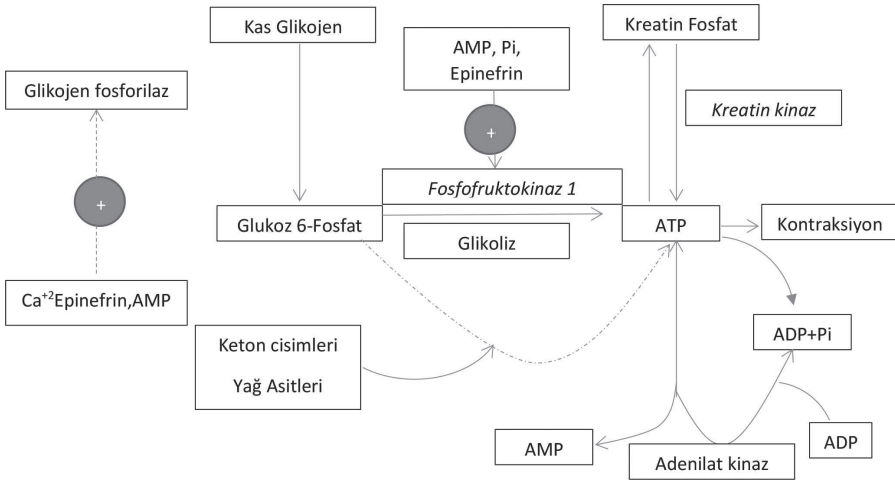 Kas Glikojen
AMP, Pi,
Epinefrin
Kreatin Fosfat
Glikojen fosforilaz
Kreatin kinaz
+
+
Fosfofruktokinaz 1
Glukoz 6-Fosfat
Glikoliz
ATP
Kontraksiyon
Ca+2Epinefrin,AMP
Keton cisimleri
Yağ Asitleri
ADP+Pi
AMP
Adenilat kinaz
ADP